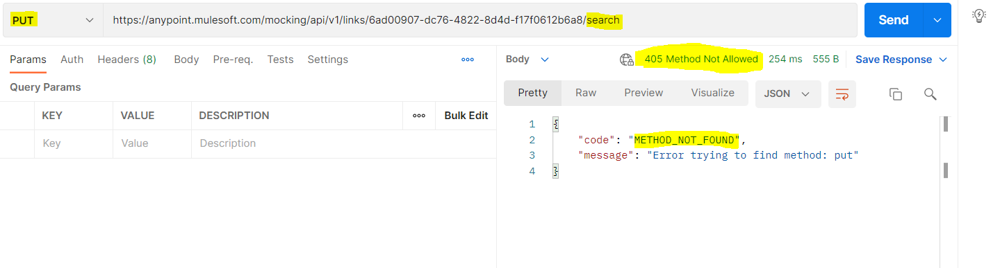 PUT https://anypoint.mulesoft.com/mocking/api/v1/links/6ad00907-dc76-4822-8d4d-f17f0612b6a8/search Send
Params Auth Headers (8) Body Pre-req. Tests Settings
Query Params
KEY VALUE DESCRIPTION Bulk Edit
Key Value Description
Body 405 Method Not Allowed 254 ms 555 B Save Response
Pretty Raw Preview Visualize JSON
1 {
2 "code": "METHOD_NOT_FOUND",
3 "message": "Error trying to find method: put"
4 }